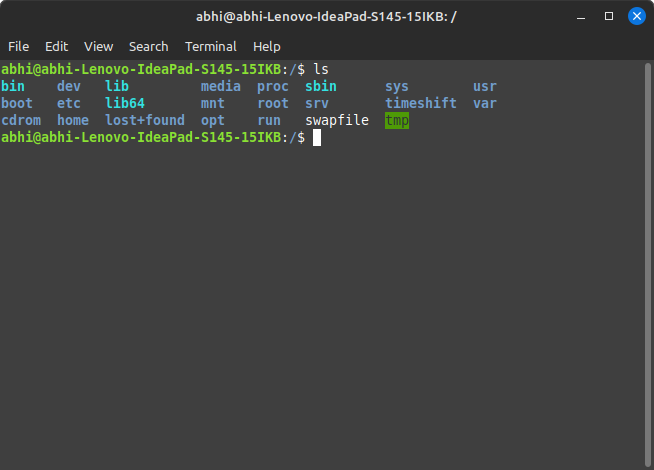 abhi@abhi-Lenovo-IdeaPad-S145-15IKB: /
File Edit View Search Terminal Help
abhi@abhi-Lenovo-IdeaPad-S145-15IKB:/$ ls
bin dev lib media proc sbin sys usr
boot etc lib64 mnt root srv timeshift var
cdrom home lost+found opt run swapfile tmp
abhi@abhi-Lenovo-IdeaPad-S145-15IKB:/$